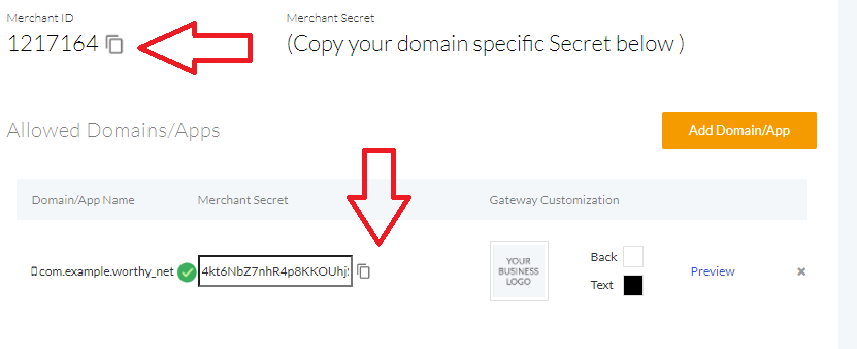 Merchant ID
Merchant Secret
1217164
(Copy your domain specific Secret below )
Allowed Domains/Apps
Add Domain/App
Domain/App Name
Merchant Secret
Gateway Customization
com.example.worthy_net
4kt6NbZ7nhR4p8KKOUhj
YOUR
BUSINESS
LOGO
Back
Text
Preview